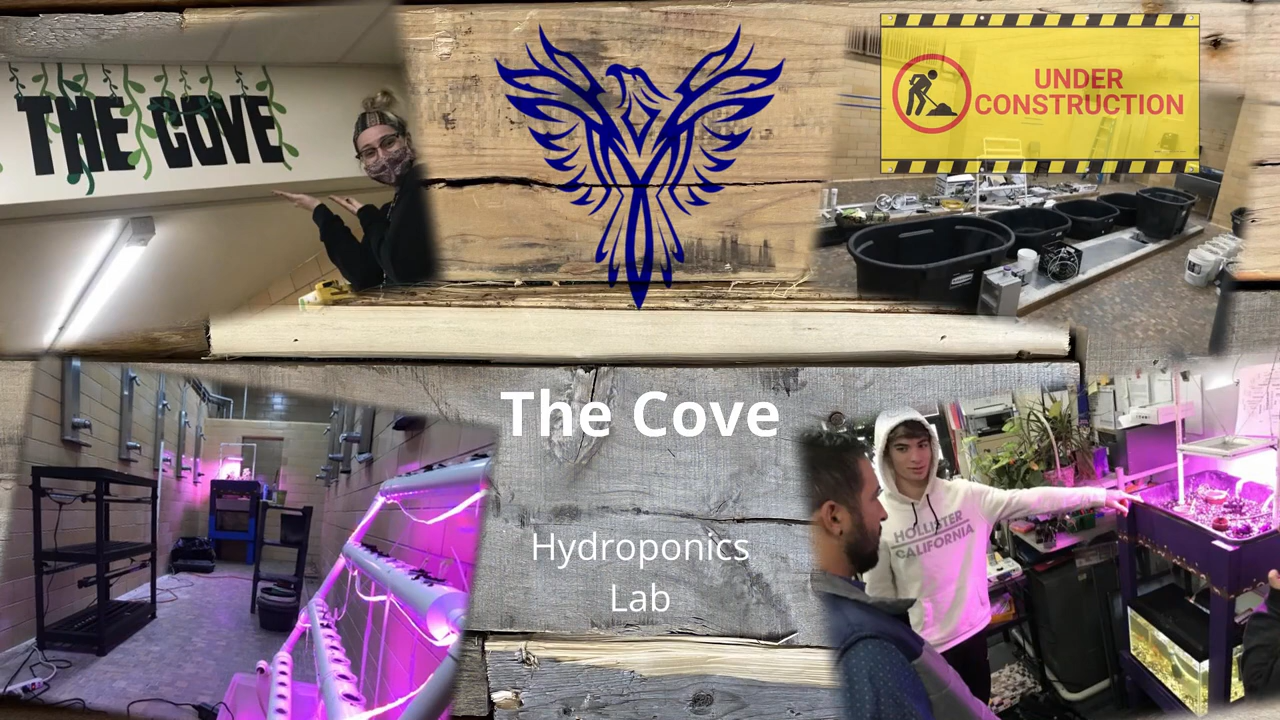 THE COVE
UNDER
CONSTRUCTION
The Cove
Hydroponics
Lab
HOLLISTER
CALIFORNIA